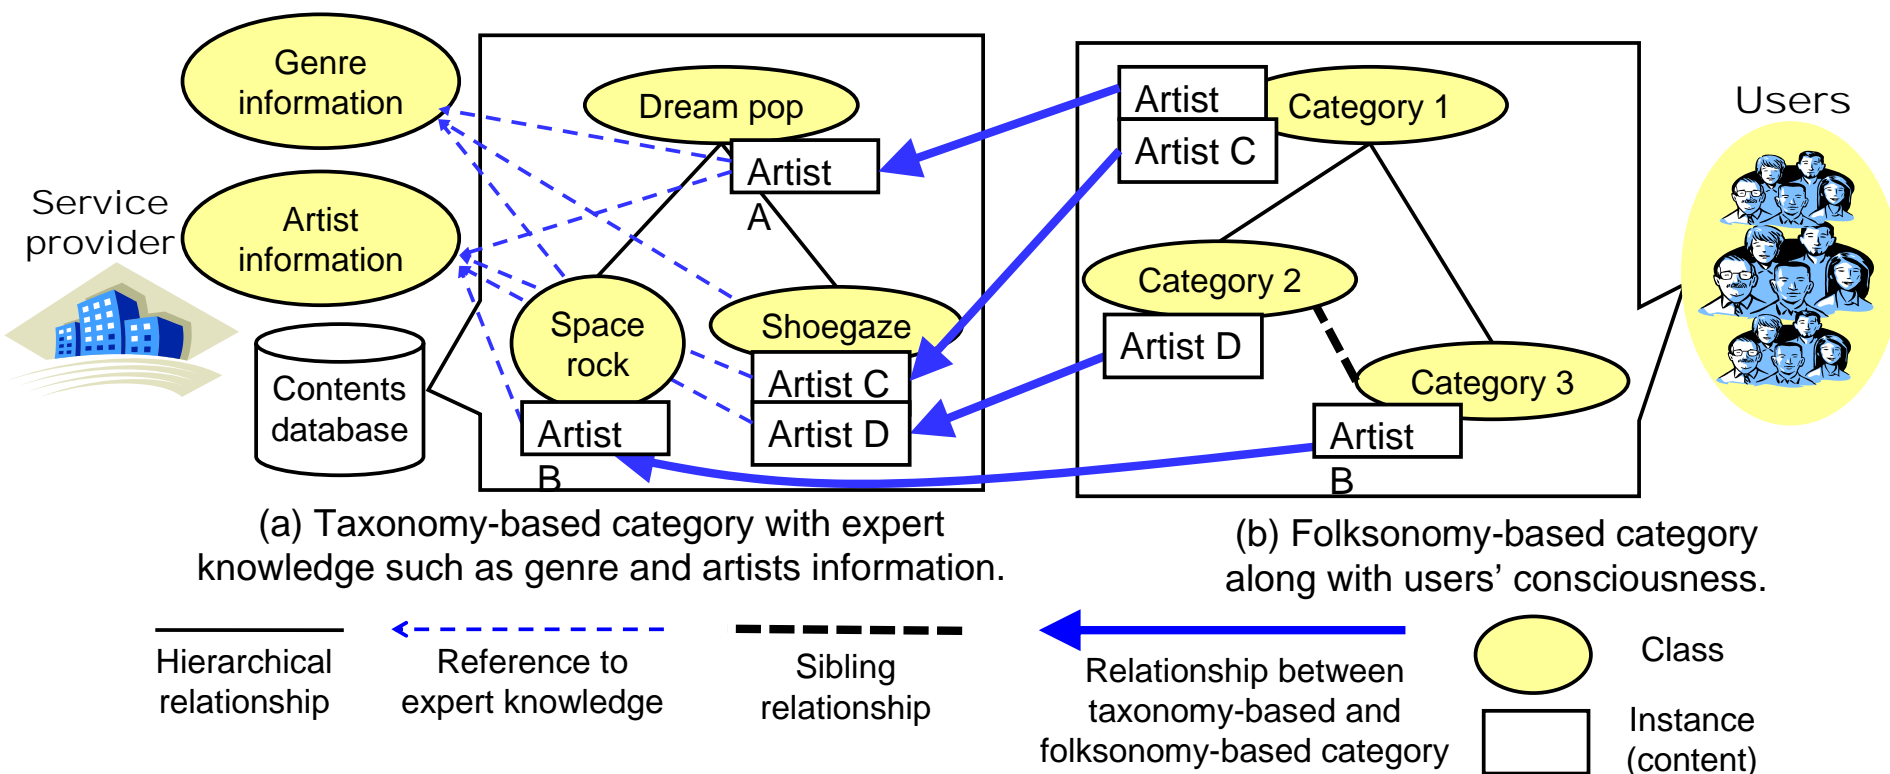 Genre
information
Artist
information
Service
provider
Contents
database
Dream pop
Artist
A
Space
rock
Shoegaze
Artist C
Artist D
Artist
B
Artist
Category 1
Artist C
Category 2
Artist D
Category 3
Artist
B
Users
(a) Taxonomy-based category with expert
knowledge such as genre and artists information.
(b) Folksonomy-based category
along with users’ consciousness.
Hierarchical
relationship
Reference to
expert knowledge
Sibling
relationship
Relationship between
taxonomy-based and
folksonomy-based category
Class
Instance
(content)